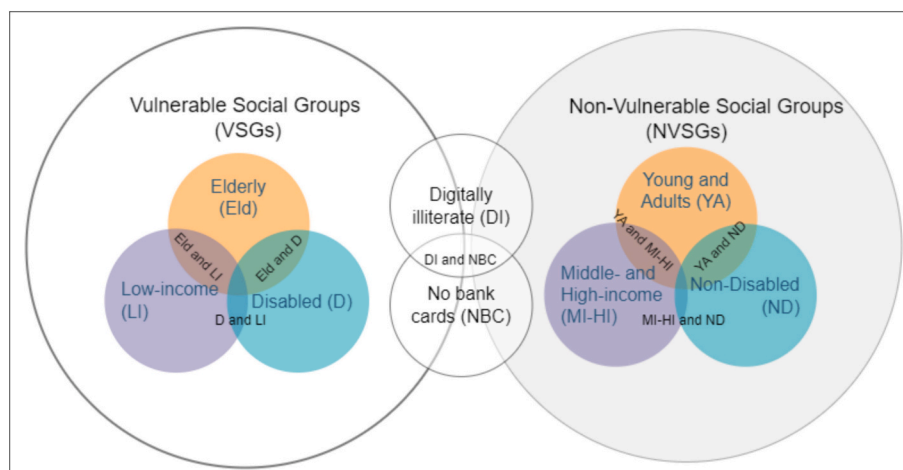 Vulnerable Social Groups
(VSGs)
Elderly
(Eld)
Eld and LI
Eld and D
Low-income
(LI)
Disabled (D)
D and LI
Digitally
illiterate (DI)
DI and NBC
No bank
cards (NBC)
Non-Vulnerable Social Groups
(NVSGs)
Young and
Adults (YA)
YA and MI-HI
YA and ND
Middle- and
High-income
(MI-HI)
Non-Disabled
(ND)
MI-HI and ND